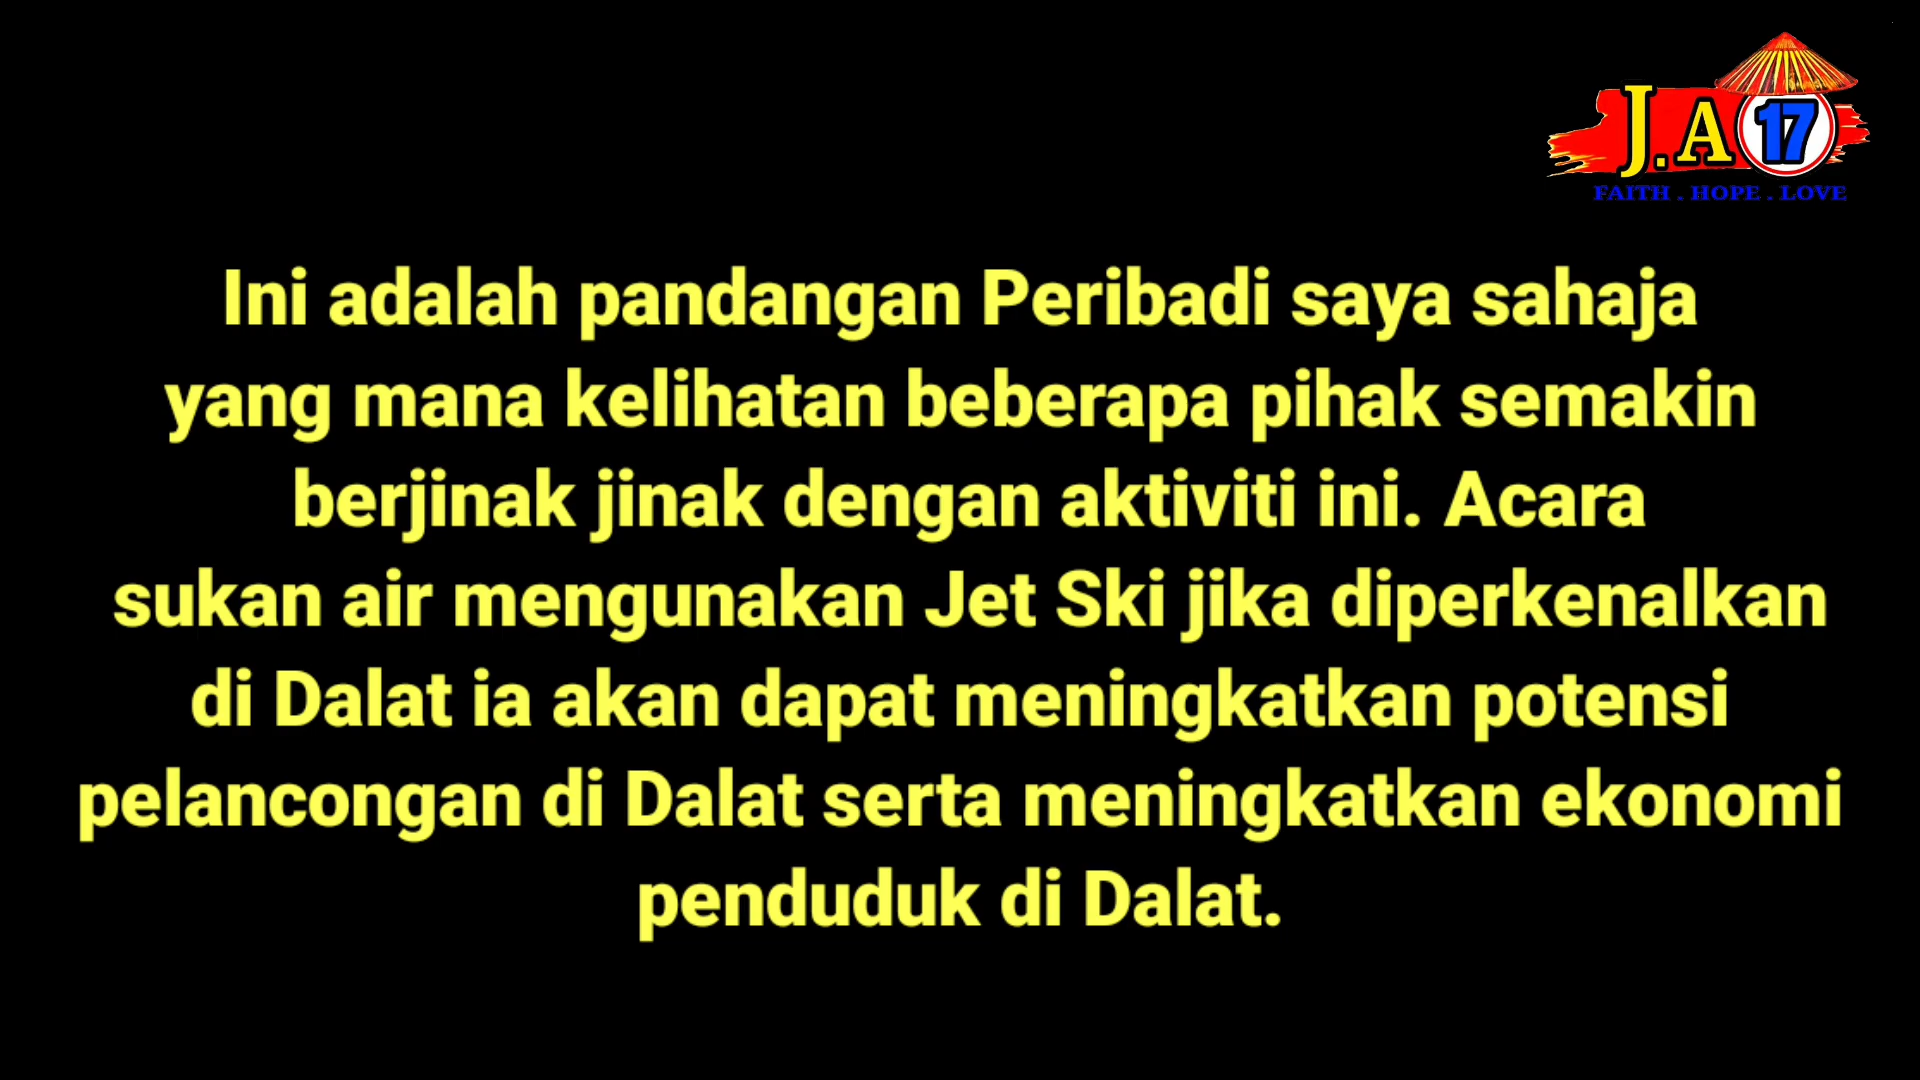 J.A 17
FAITH . HOPE . LOVE
Ini adalah pandangan Peribadi saya sahaja
yang mana kelihatan beberapa pihak semakin
berjinak jinak dengan aktiviti ini. Acara
sukan air mengunakan Jet Ski jika diperkenalkan
di Dalat ia akan dapat meningkatkan potensi
pelancongan di Dalat serta meningkatkan ekonomi
penduduk di Dalat.